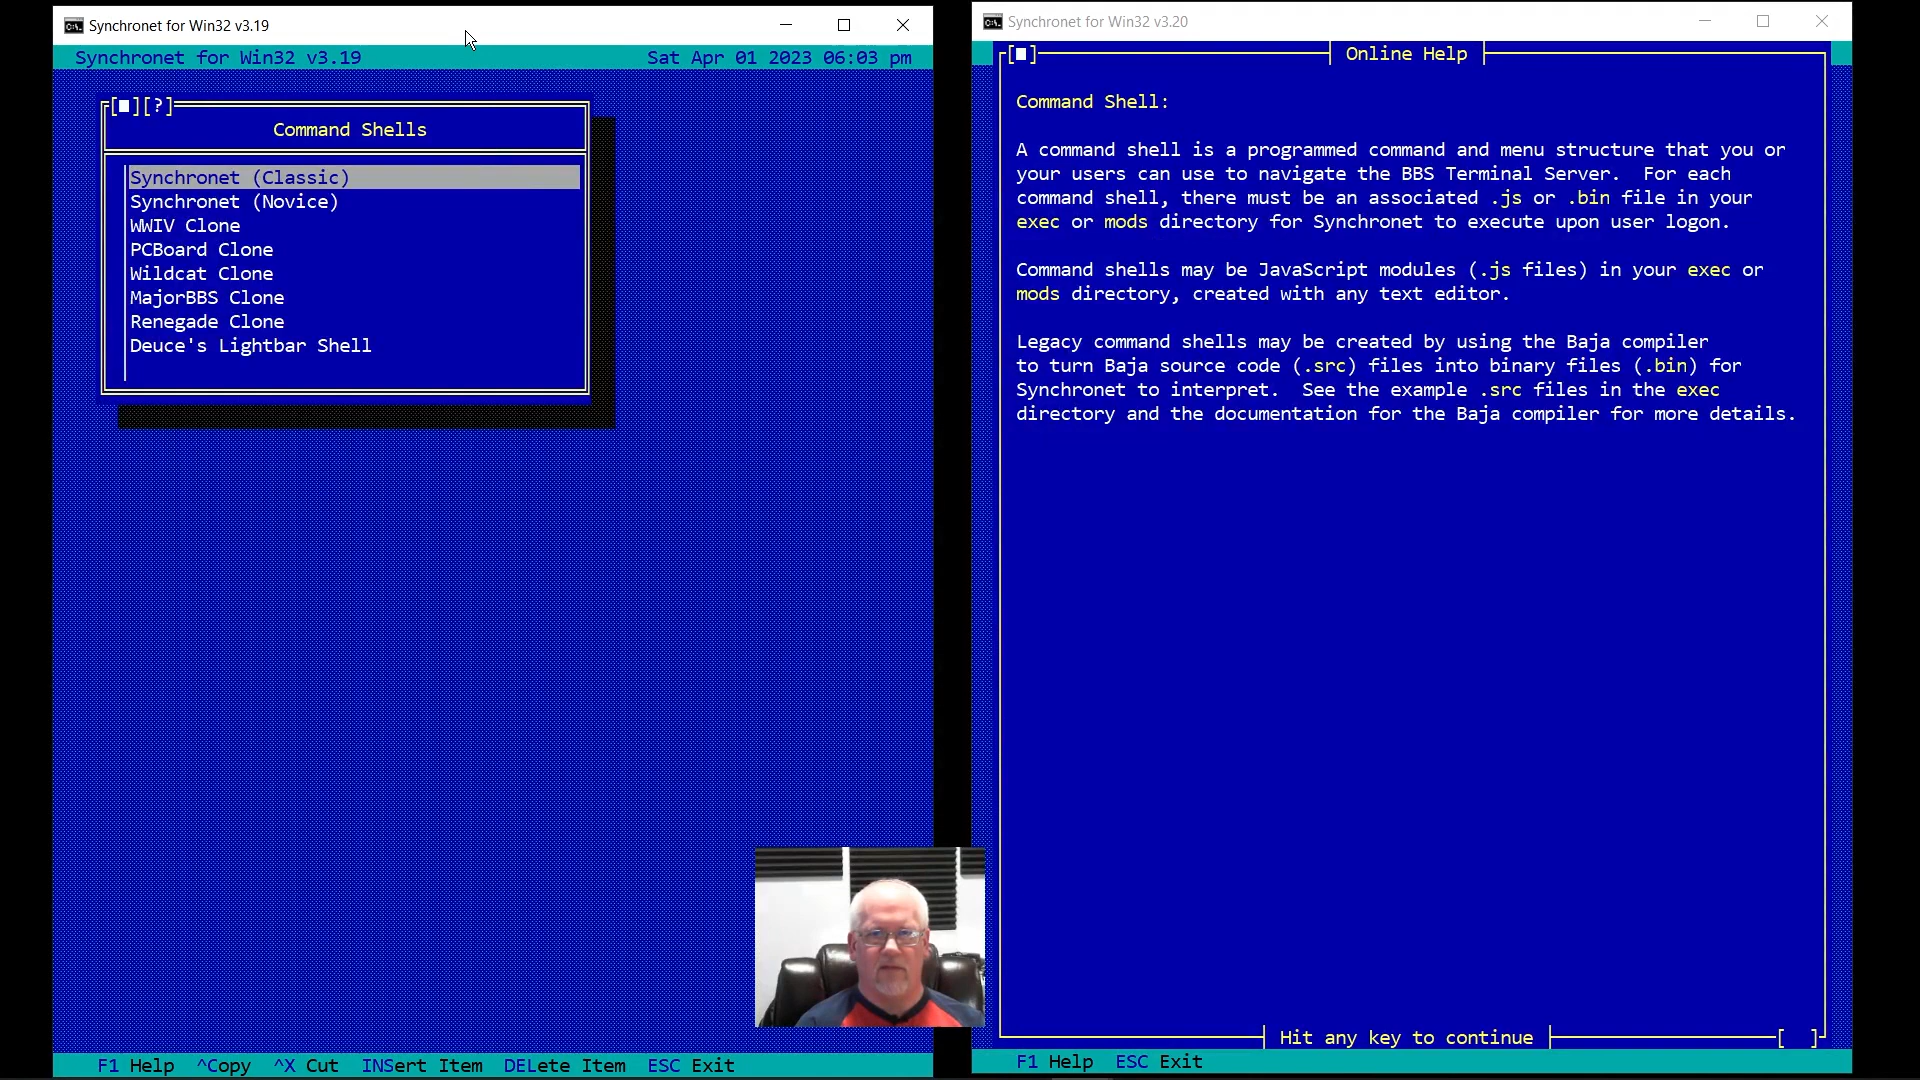 Synchronet for Win32 v3.19
Synchronet for Win32 v3.19 Sat Apr 01 2023 06:03 pm
[■][?]
Command Shells
Synchronet (Classic)
Synchronet (Novice)
WWIV Clone
PCBoard Clone
Wildcat Clone
MajorBBS Clone
Renegade Clone
Deuce's Lightbar Shell
F1 Help ^Copy ^X Cut INSert Item DELete Item ESC Exit
Synchronet for Win32 v3.20
[■] Online Help
Command Shell:
A command shell is a programmed command and menu structure that you or
your users can use to navigate the BBS Terminal Server. For each
command shell, there must be an associated .js or .bin file in your
exec or mods directory for Synchronet to execute upon user logon.
Command shells may be JavaScript modules (.js files) in your exec or
mods directory, created with any text editor.
Legacy command shells may be created by using the Baja compiler
to turn Baja source code (.src) files into binary files (.bin) for
Synchronet to interpret. See the example .src files in the exec
directory and the documentation for the Baja compiler for more details.
Hit any key to continue [ ]
F1 Help ESC Exit